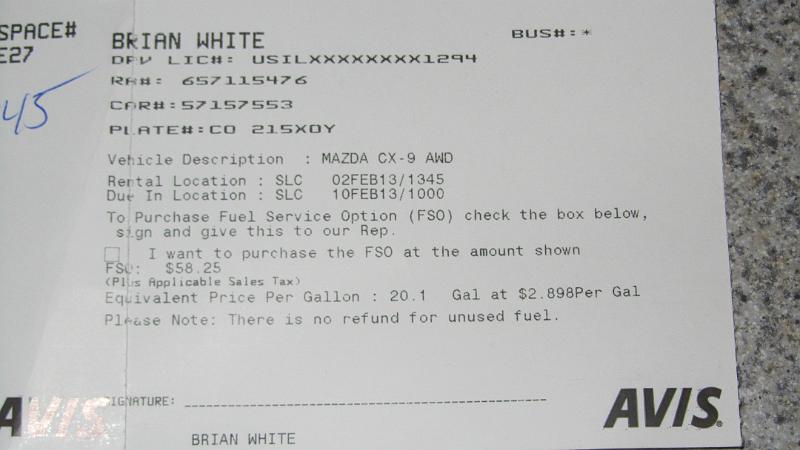 SPACE#
E27
45
BRIAN WHITE
BUS#:*
DRV LIC#: USILXXXXXXXX1294
RA#: 657115476
CAR#:57157553
PLATE#:CO 215XOY
Vehicle Description : MAZDA CX-9 AWD
Rental Location : SLC 02FEB13/1345
Due In Location : SLC 10FEB13/1000
To Purchase Fuel Service Option (FSO) check the box below,
sign and give this to our Rep.
I want to purchase the FSO at the amount shown
FSO: $58.25
(Plus Applicable Sales Tax)
Equivalent Price Per Gallon : 20.1 Gal at $2.898Per Gal
Please Note: There is no refund for unused fuel.
SIGNATURE:
BRIAN WHITE
AVIS
AVIS.